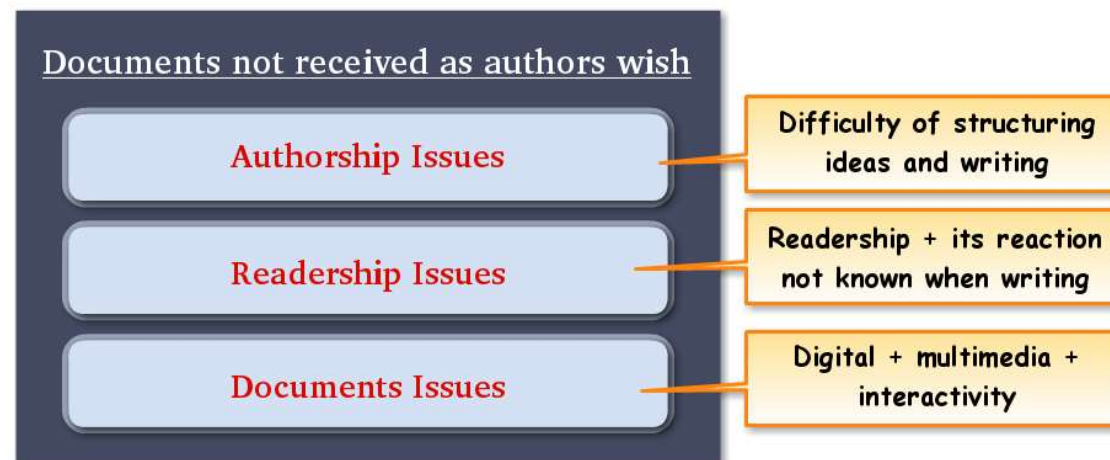 Documents not received as authors wish
Authorship Issues
Difficulty of structuring
ideas and writing
Readership Issues
Readership + its reaction
not known when writing
Documents Issues
Digital + multimedia +
interactivity